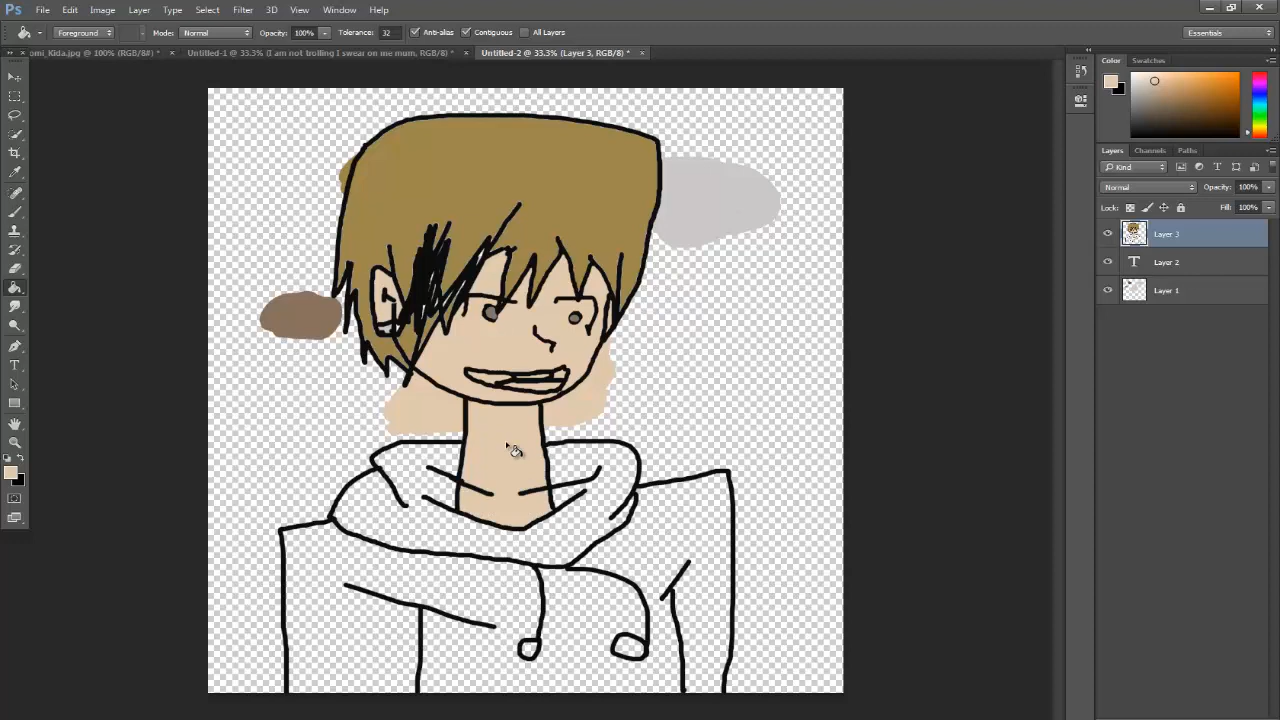 Ps File Edit Image Layer Type Select Filter 3D View Window Help
Foreground Mode: Normal Opacity: 100% Tolerance: 32 Anti-alias Contiguous All Layers Essentials
omi_Kida.jpg @ 100% (RGB/8#) * × Untitled-1 @ 33.3% (I am not trolling I swear on me mum, RGB/8) * × Untitled-2 @ 33.3% (Layer 3, RGB/8) * ×
Color Swatches
Layers Channels Paths
Kind
Normal Opacity: 100%
Lock: Fill: 100%
Layer 3
Layer 2
Layer 1